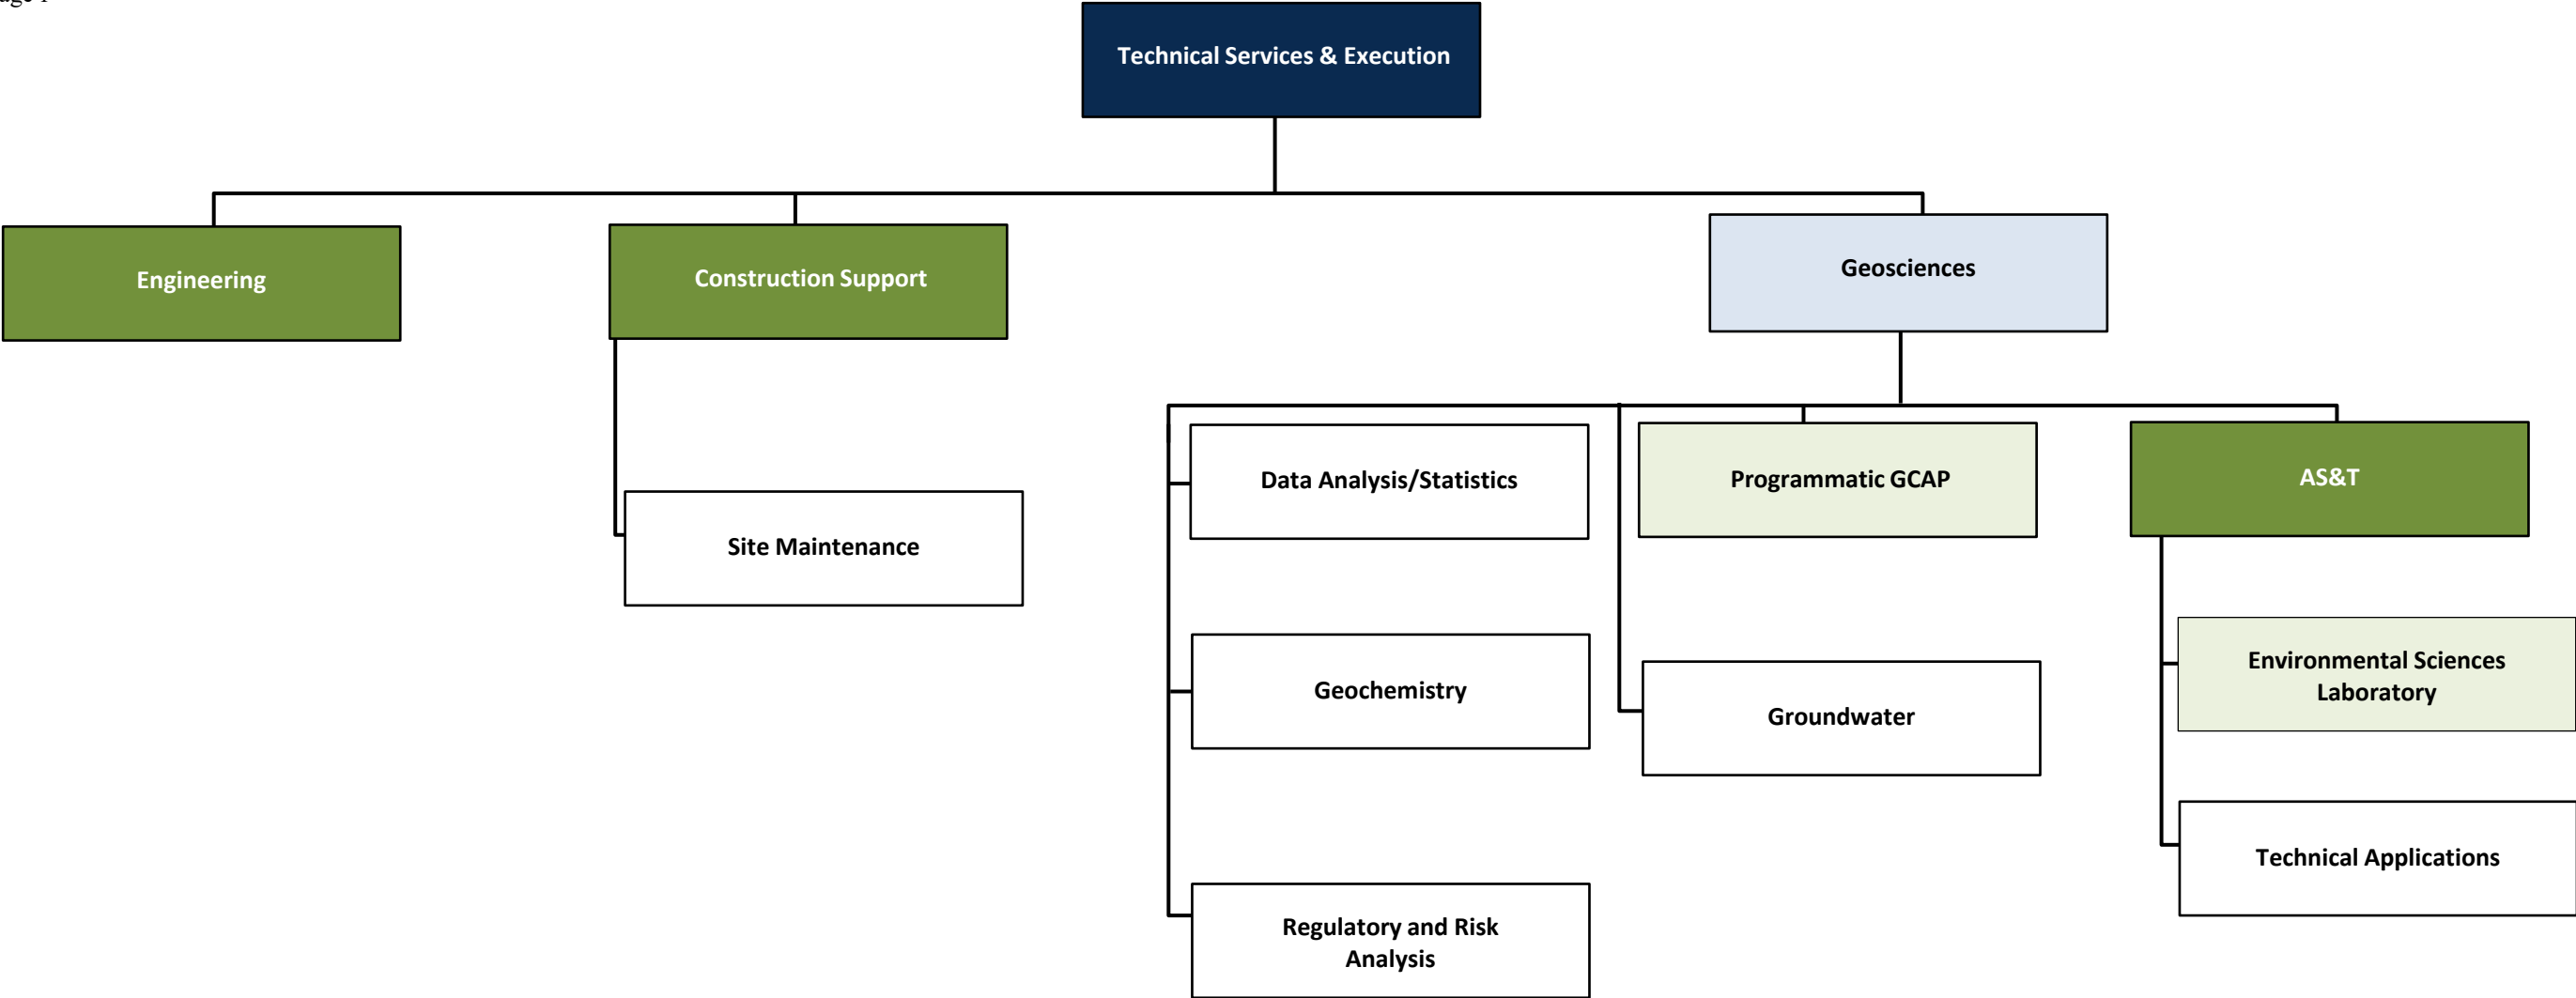 Technical Services & Execution
Engineering
Construction Support
Geosciences
Data Analysis/Statistics
Programmatic GCAP
AS&T
Site Maintenance
Environmental Sciences
Laboratory
Geochemistry
Groundwater
Technical Applications
Regulatory and Risk
Analysis